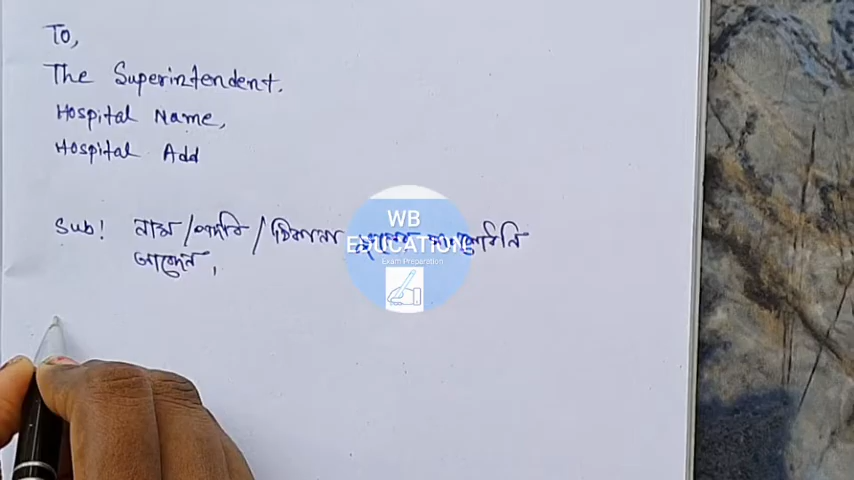 To,
The Superintendent.
Hospital Name,
Hospital Add
Sub! নাম/পদবি/ঠিকানা
আবেদন,
WB
EDUCATION
Exam Preparation